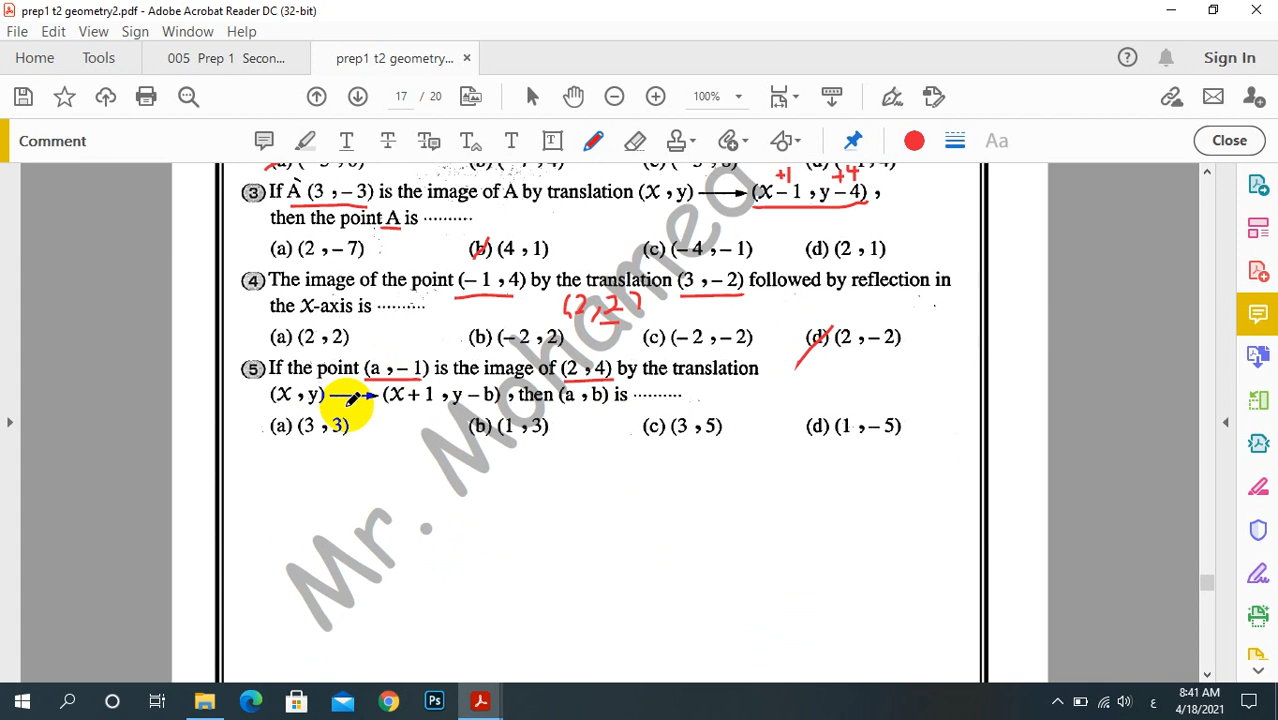 prep1 t2 geometry2.pdf - Adobe Acrobat Reader DC (32-bit)
File Edit View Sign Window Help
Home Tools 005 Prep 1 Secon... prep1 t2 geometry... × Sign In
17 / 20 100%
Comment Close
+1 +4
(3) If A` (3 , – 3) is the image of A by translation (X , y) ⟶ (X – 1 , y – 4) ,
then the point A is ··········
(a) (2 , – 7) (b) (4 , 1) (c) (– 4 , – 1) (d) (2 , 1)
(4) The image of the point (– 1 , 4) by the translation (3 , – 2) followed by reflection in
the X-axis is ··········
(2, 2)
(a) (2 , 2) (b) (– 2 , 2) (c) (– 2 , – 2) (d) (2 , – 2)
(5) If the point (a , – 1) is the image of (2 , 4) by the translation
(X , y) ⟶ (X + 1 , y – b) , then (a , b) is ··········
(a) (3 , 3) (b) (1 , 3) (c) (3 , 5) (d) (1 , – 5)
Mr. Mohamed
Ps ع 8:41 AM
4/18/2021